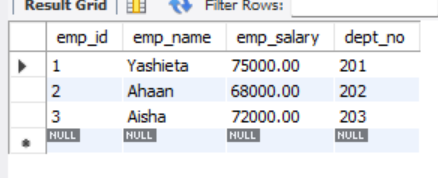 Result Grid Filter Rows:
emp_id emp_name emp_salary dept_no
1 Yashieta 75000.00 201
2 Ahaan 68000.00 202
3 Aisha 72000.00 203
NULL NULL NULL NULL